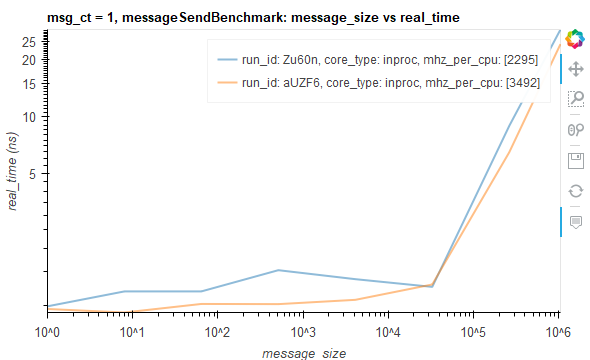 msg_ct = 1, messageSendBenchmark: message_size vs real_time
run_id: Zu60n, core_type: inproc, mhz_per_cpu: [2295]
run_id: aUZF6, core_type: inproc, mhz_per_cpu: [3492]
25
20
15
10
5
real_time (ns)
10^0 10^1 10^2 10^3 10^4 10^5 10^6
message_size